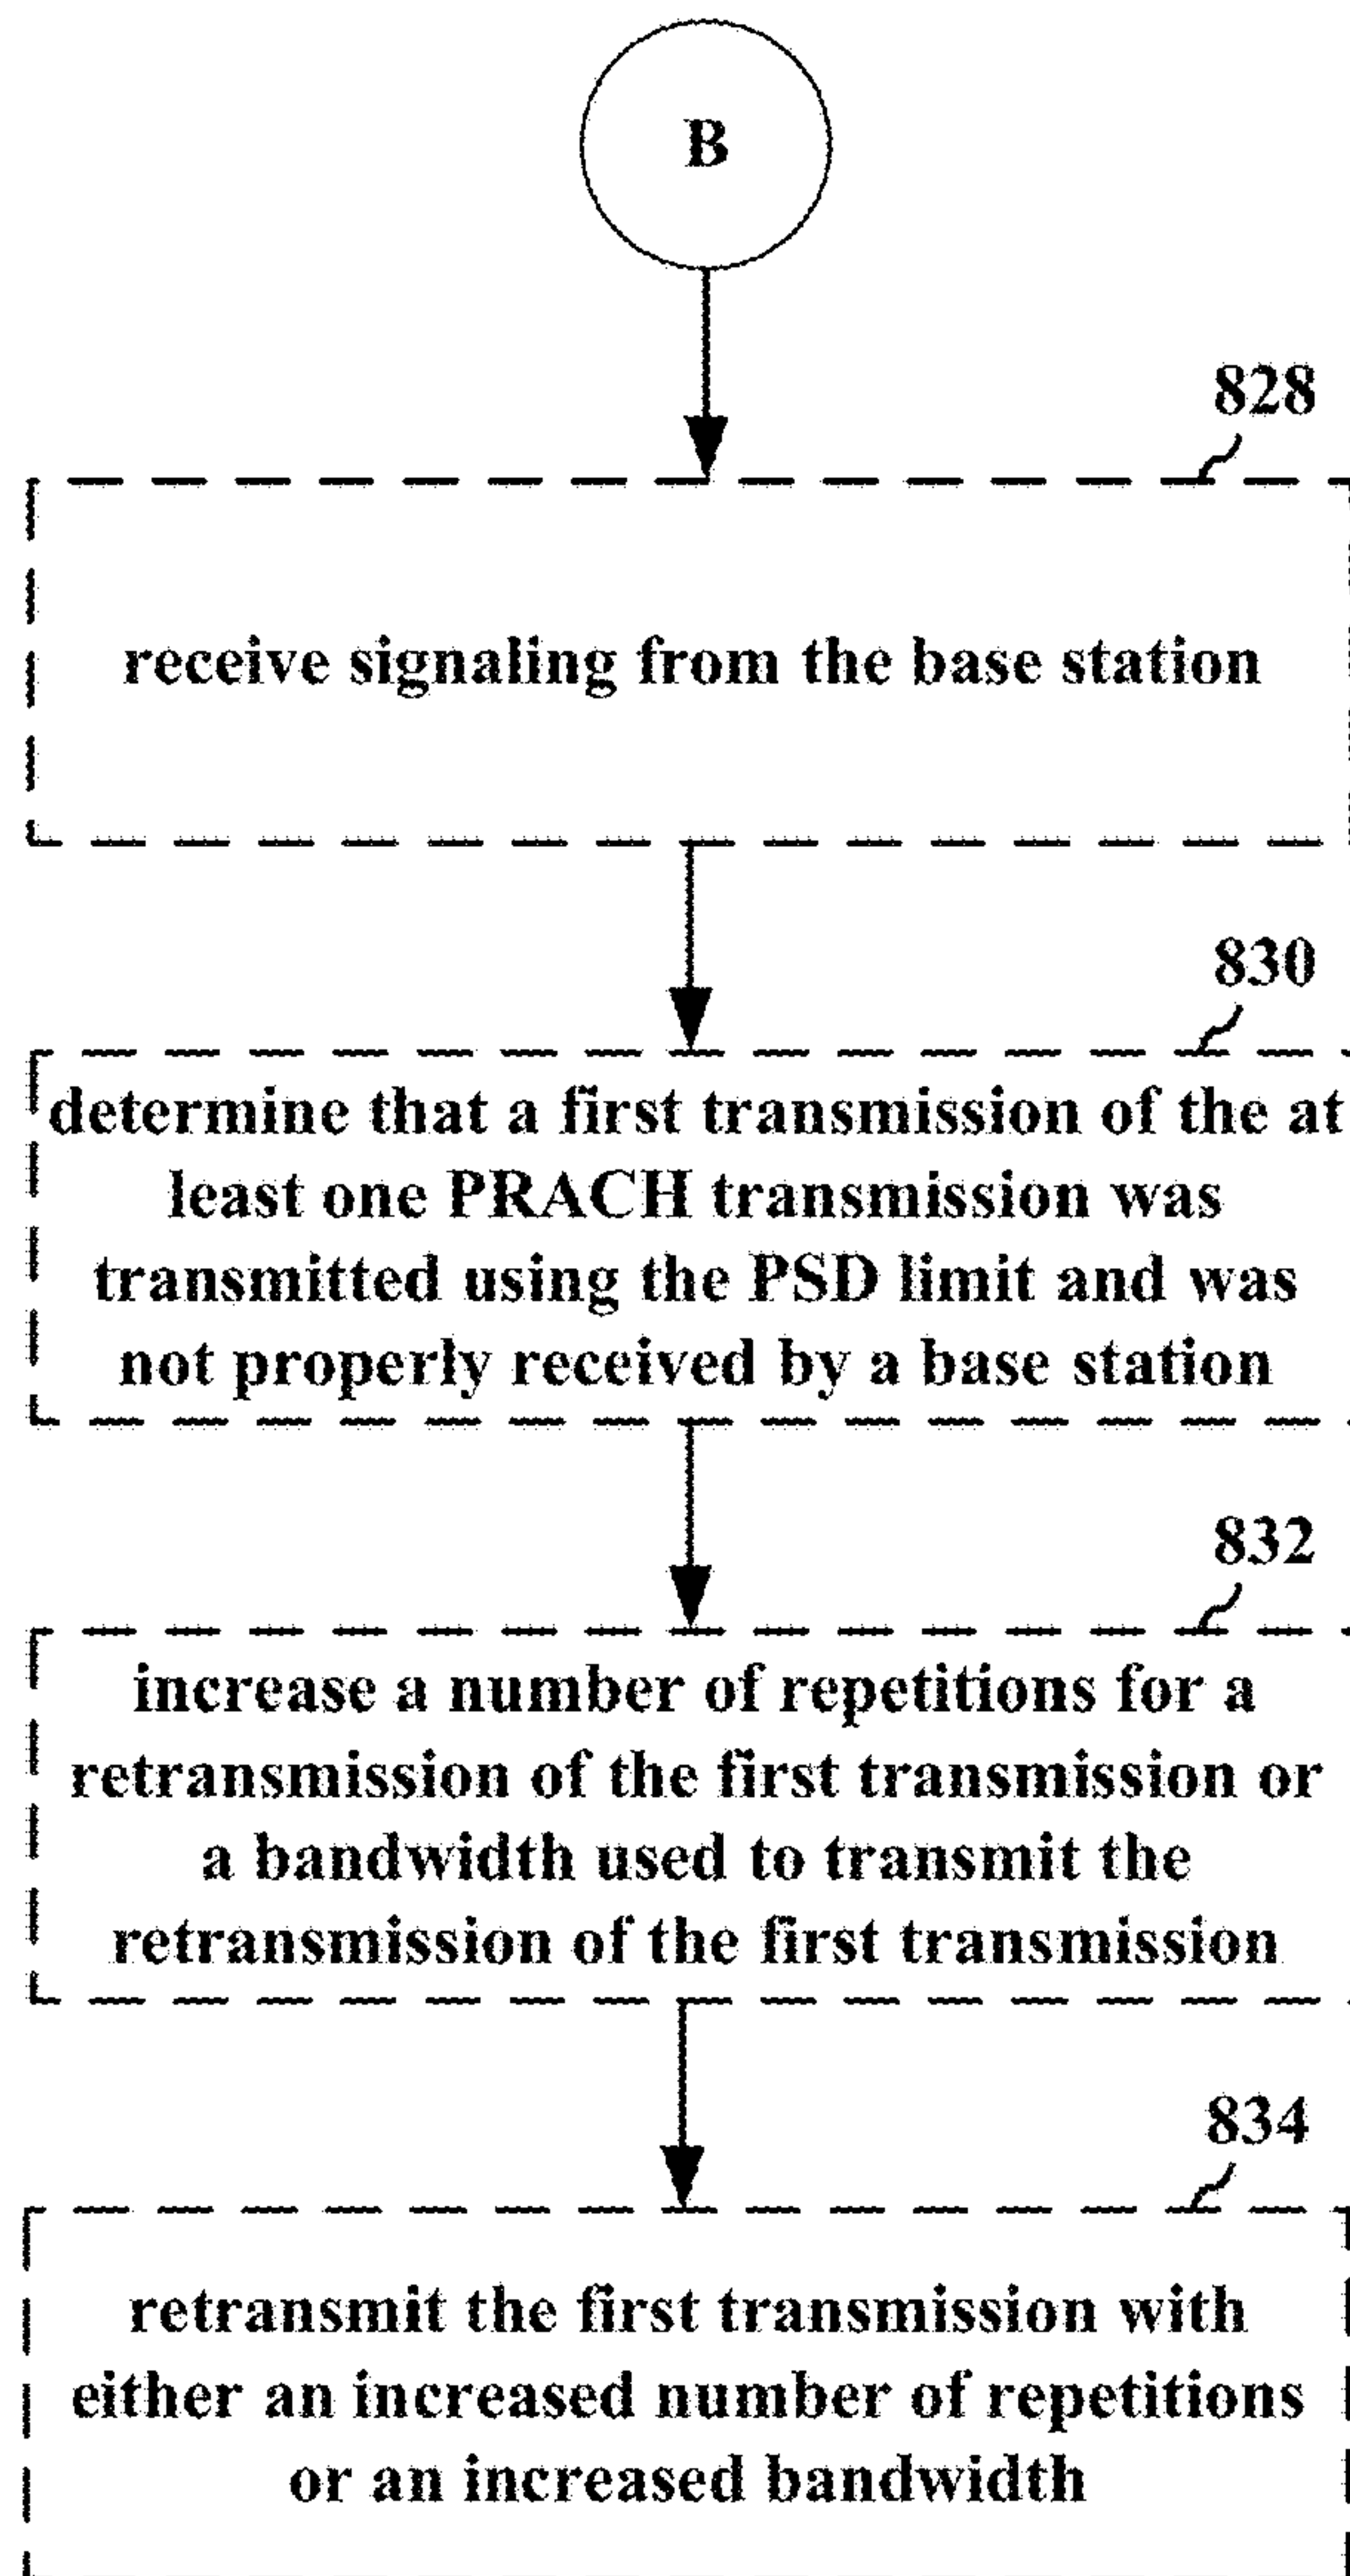 B
828
receive signaling from the base station
830
determine that a first transmission of the at
least one PRACH transmission was
transmitted using the PSD limit and was
not properly received by a base station
832
increase a number of repetitions for a
retransmission of the first transmission or
a bandwidth used to transmit the
retransmission of the first transmission
834
retransmit the first transmission with
either an increased number of repetitions
or an increased bandwidth